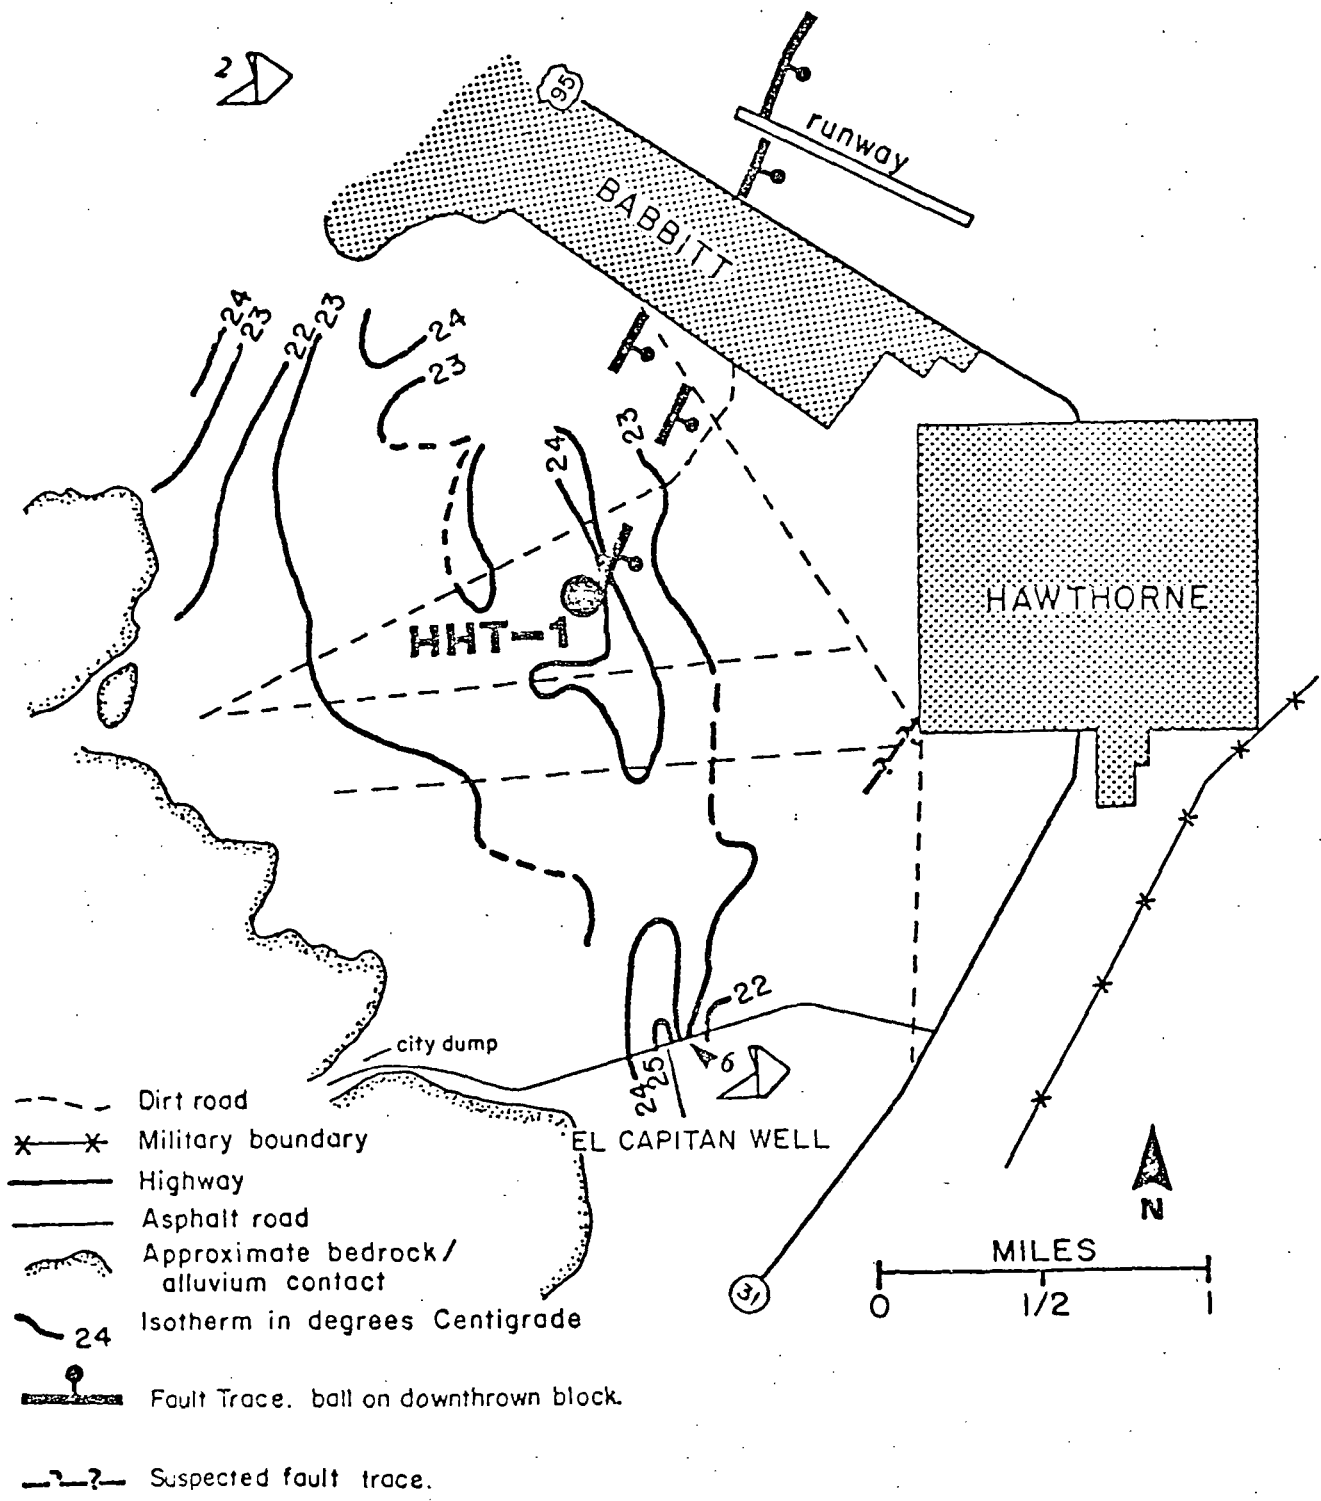 2
95
runway
BABBITT
24
23
22
23
24
23
24
23
HHT-1
HAWTHORNE
?
?
22
city dump
6
24
25
EL CAPITAN WELL
Dirt road
Military boundary
Highway
Asphalt road
Approximate bedrock/
alluvium contact
24
Isotherm in degrees Centigrade
Fault Trace. ball on downthrown block.
?
?
Suspected fault trace.
N
MILES
0
1/2
1
31